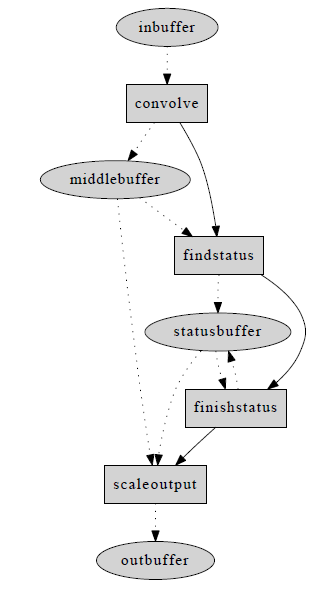 inbuffer
convolve
middlebuffer
findstatus
statusbuffer
finishstatus
scaleoutput
outbuffer